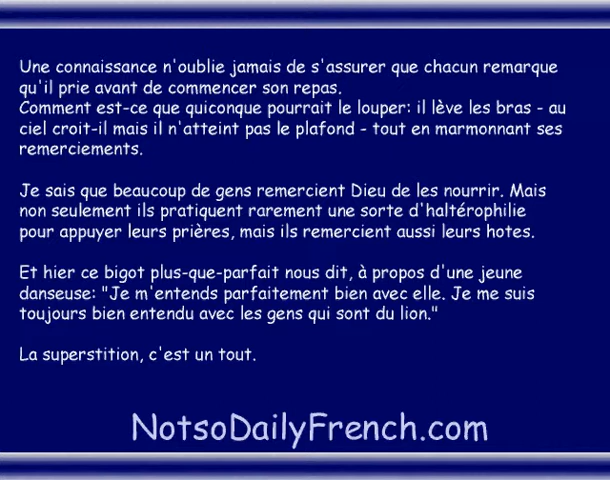 Une connaissance n'oublie jamais de s'assurer que chacun remarque
qu'il prie avant de commencer son repas.
Comment est-ce que quiconque pourrait le louper: il lève les bras - au
ciel croit-il mais il n'atteint pas le plafond - tout en marmonnant ses
remerciements.
Je sais que beaucoup de gens remercient Dieu de les nourrir. Mais
non seulement ils pratiquent rarement une sorte d'haltérophilie
pour appuyer leurs prières, mais ils remercient aussi leurs hotes.
Et hier ce bigot plus-que-parfait nous dit, à propos d'une jeune
danseuse: "Je m'entends parfaitement bien avec elle. Je me suis
toujours bien entendu avec les gens qui sont du lion."
La superstition, c'est un tout.
NotsoDailyFrench.com